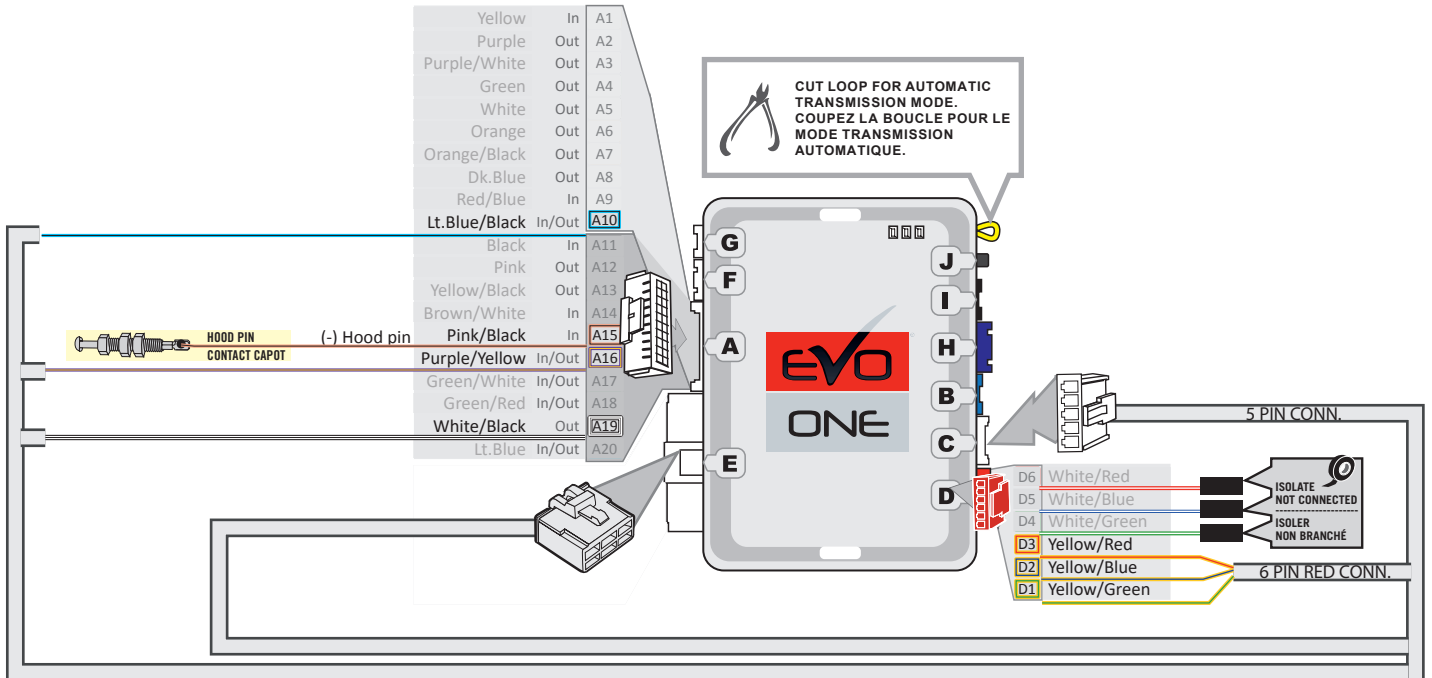 Yellow In A1
Purple Out A2
Purple/White Out A3
Green Out A4
White Out A5
Orange Out A6
Orange/Black Out A7
Dk.Blue Out A8
Red/Blue In A9
Lt.Blue/Black In/Out A10
Black In A11
Pink Out A12
Yellow/Black Out A13
Brown/White In A14
(-) Hood pin Pink/Black In A15
Purple/Yellow In/Out A16
Green/White In/Out A17
Green/Red In/Out A18
White/Black Out A19
Lt.Blue In/Out A20
HOOD PIN
CONTACT CAPOT
CUT LOOP FOR AUTOMATIC
TRANSMISSION MODE.
COUPEZ LA BOUCLE POUR LE
MODE TRANSMISSION
AUTOMATIQUE.
G
F
A
E
J
I
H
B
C
D
EVO
ONE
5 PIN CONN.
D6 White/Red
D5 White/Blue
D4 White/Green
D3 Yellow/Red
D2 Yellow/Blue
D1 Yellow/Green
ISOLATE
NOT CONNECTED
ISOLER
NON BRANCHÉ
6 PIN RED CONN.